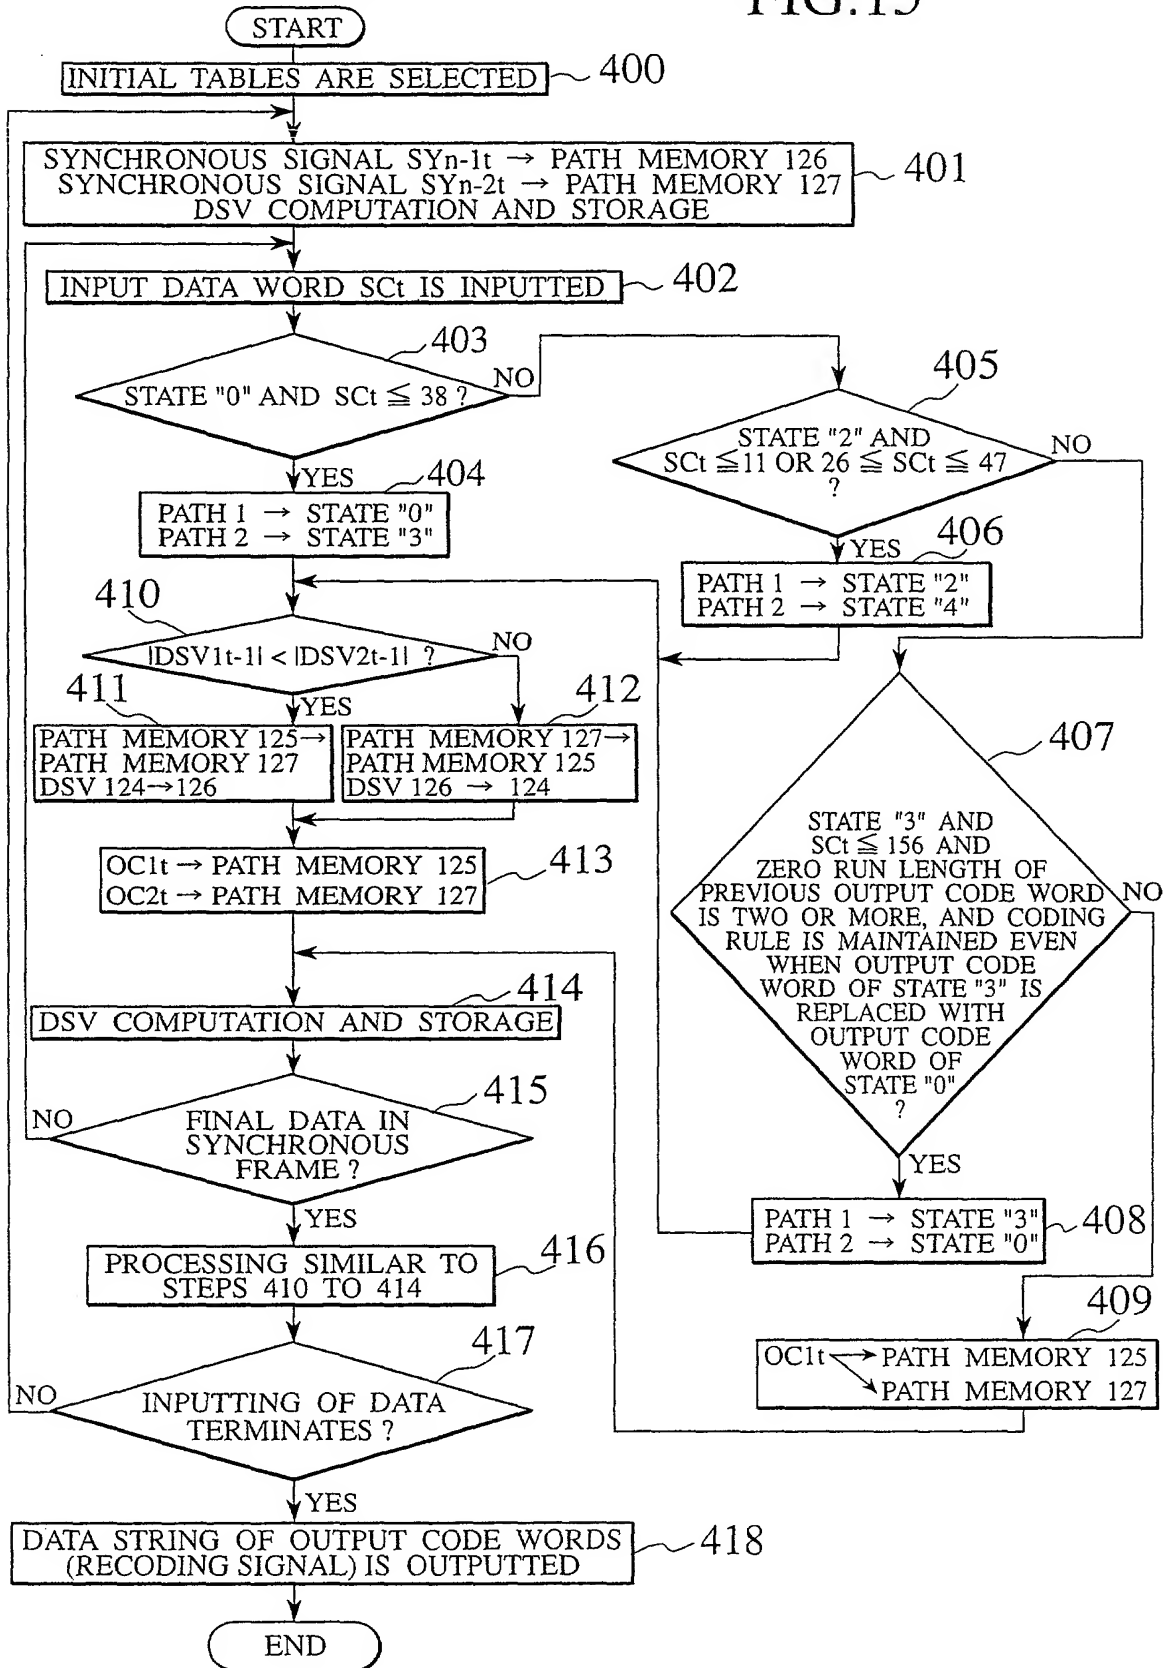 FIG.15
START
INITIAL TABLES ARE SELECTED
400
SYNCHRONOUS SIGNAL SYn-1t → PATH MEMORY 126
SYNCHRONOUS SIGNAL SYn-2t → PATH MEMORY 127
DSV COMPUTATION AND STORAGE
401
INPUT DATA WORD SCt IS INPUTTED
402
403
STATE "0" AND SCt ≦ 38 ?
NO
YES
404
PATH 1 → STATE "0"
PATH 2 → STATE "3"
405
STATE "2" AND
SCt ≦11 OR 26 ≦ SCt ≦ 47
?
NO
YES
406
PATH 1 → STATE "2"
PATH 2 → STATE "4"
407
STATE "3" AND
SCt ≦ 156 AND
ZERO RUN LENGTH OF
PREVIOUS OUTPUT CODE WORD
IS TWO OR MORE, AND CODING
RULE IS MAINTAINED EVEN
WHEN OUTPUT CODE
WORD OF STATE "3" IS
REPLACED WITH
OUTPUT CODE
WORD OF
STATE "0"
?
NO
YES
PATH 1 → STATE "3"
PATH 2 → STATE "0"
408
409
OC1t → PATH MEMORY 125
PATH MEMORY 127
410
|DSV1t-1| < |DSV2t-1| ?
NO
YES
411
PATH MEMORY 125→
PATH MEMORY 127
DSV 124→126
412
PATH MEMORY 127→
PATH MEMORY 125
DSV 126 → 124
OC1t → PATH MEMORY 125
OC2t → PATH MEMORY 127
413
414
DSV COMPUTATION AND STORAGE
415
FINAL DATA IN
SYNCHRONOUS
FRAME ?
NO
YES
PROCESSING SIMILAR TO
STEPS 410 TO 414
416
417
INPUTTING OF DATA
TERMINATES ?
NO
YES
DATA STRING OF OUTPUT CODE WORDS
(RECODING SIGNAL) IS OUTPUTTED
418
END